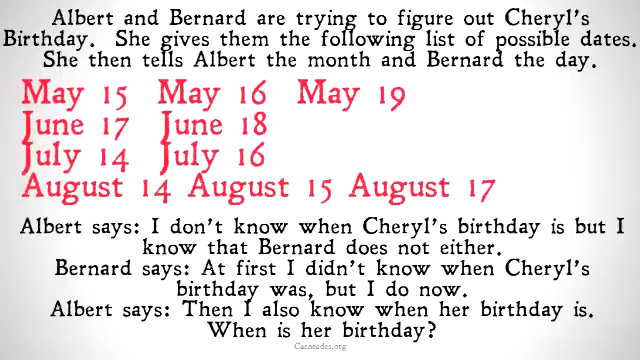 Albert and Bernard are trying to figure out Cheryl's
Birthday. She gives them the following list of possible dates.
She then tells Albert the month and Bernard the day.
May 15 May 16 May 19
June 17 June 18
July 14 July 16
August 14 August 15 August 17
Albert says: I don't know when Cheryl's birthday is but I
know that Bernard does not either.
Bernard says: At first I didn't know when Cheryl's
birthday was, but I do now.
Albert says: Then I also know when her birthday is.
When is her birthday?
Carneades.org